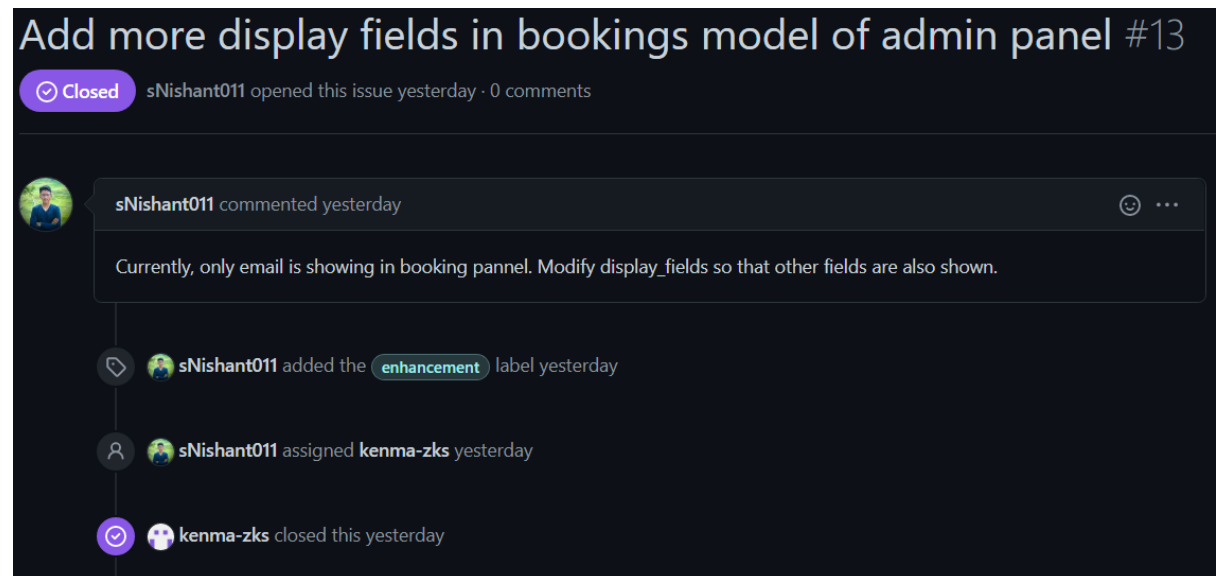 Add more display fields in bookings model of admin panel #13
Closed sNishant011 opened this issue yesterday · 0 comments
sNishant011 commented yesterday
Currently, only email is showing in booking pannel. Modify display_fields so that other fields are also shown.
sNishant011 added the enhancement label yesterday
sNishant011 assigned kenma-zks yesterday
kenma-zks closed this yesterday